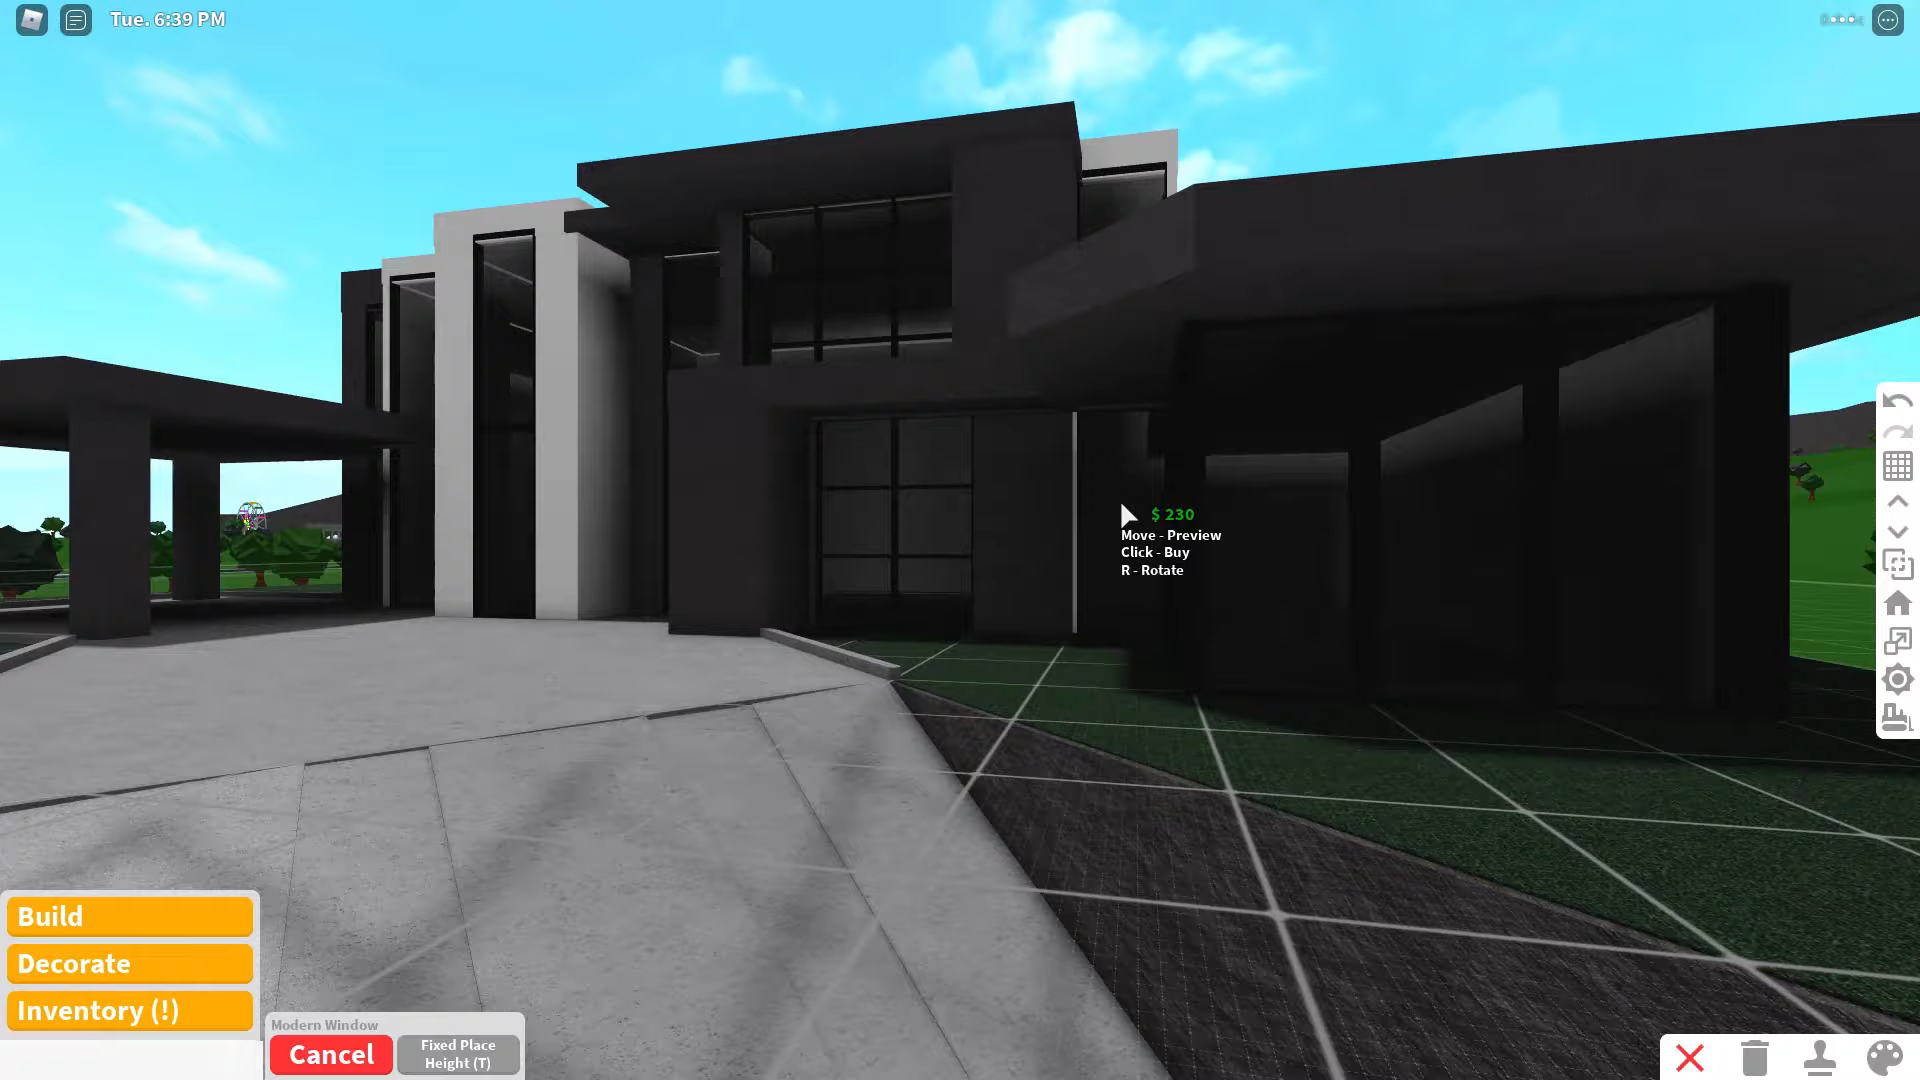 Tue. 6:39 PM
$ 230
Move - Preview
Click - Buy
R - Rotate
Build
Decorate
Inventory (!)
Modern Window
Cancel
Fixed Place
Height (T)